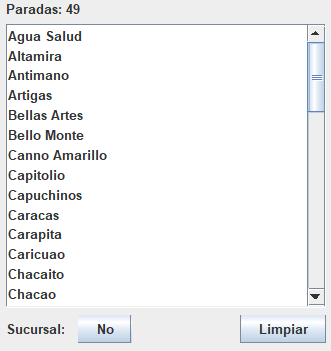 Paradas: 49
Agua Salud
Altamira
Antimano
Artigas
Bellas Artes
Bello Monte
Canno Amarillo
Capitolio
Capuchinos
Caracas
Carapita
Caricuao
Chacaito
Chacao
Sucursal: No Limpiar